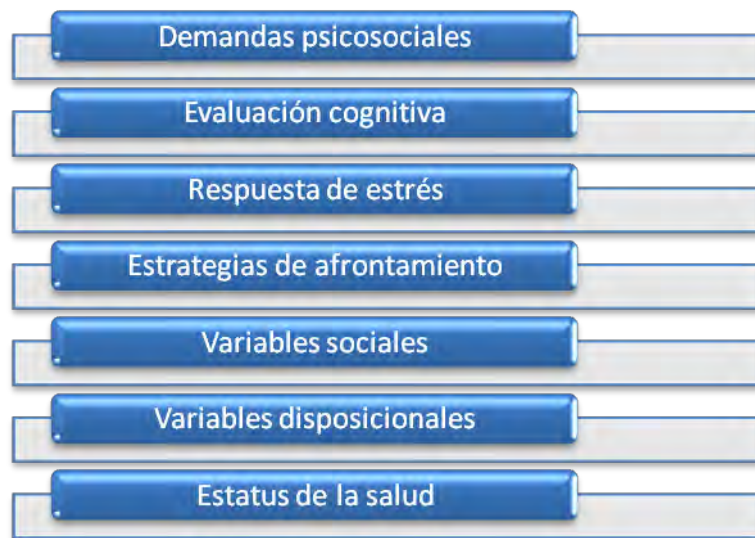 Demandas psicosociales
Evaluación cognitiva
Respuesta de estrés
Estrategias de afrontamiento
Variables sociales
Variables disposicionales
Estatus de la salud